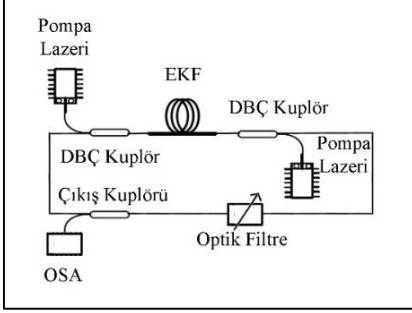 Pompa
Lazeri
EKF
DBÇ Kuplör
DBÇ Kuplör
Pompa
Lazeri
Çıkış Kuplörü
Optik Filtre
OSA